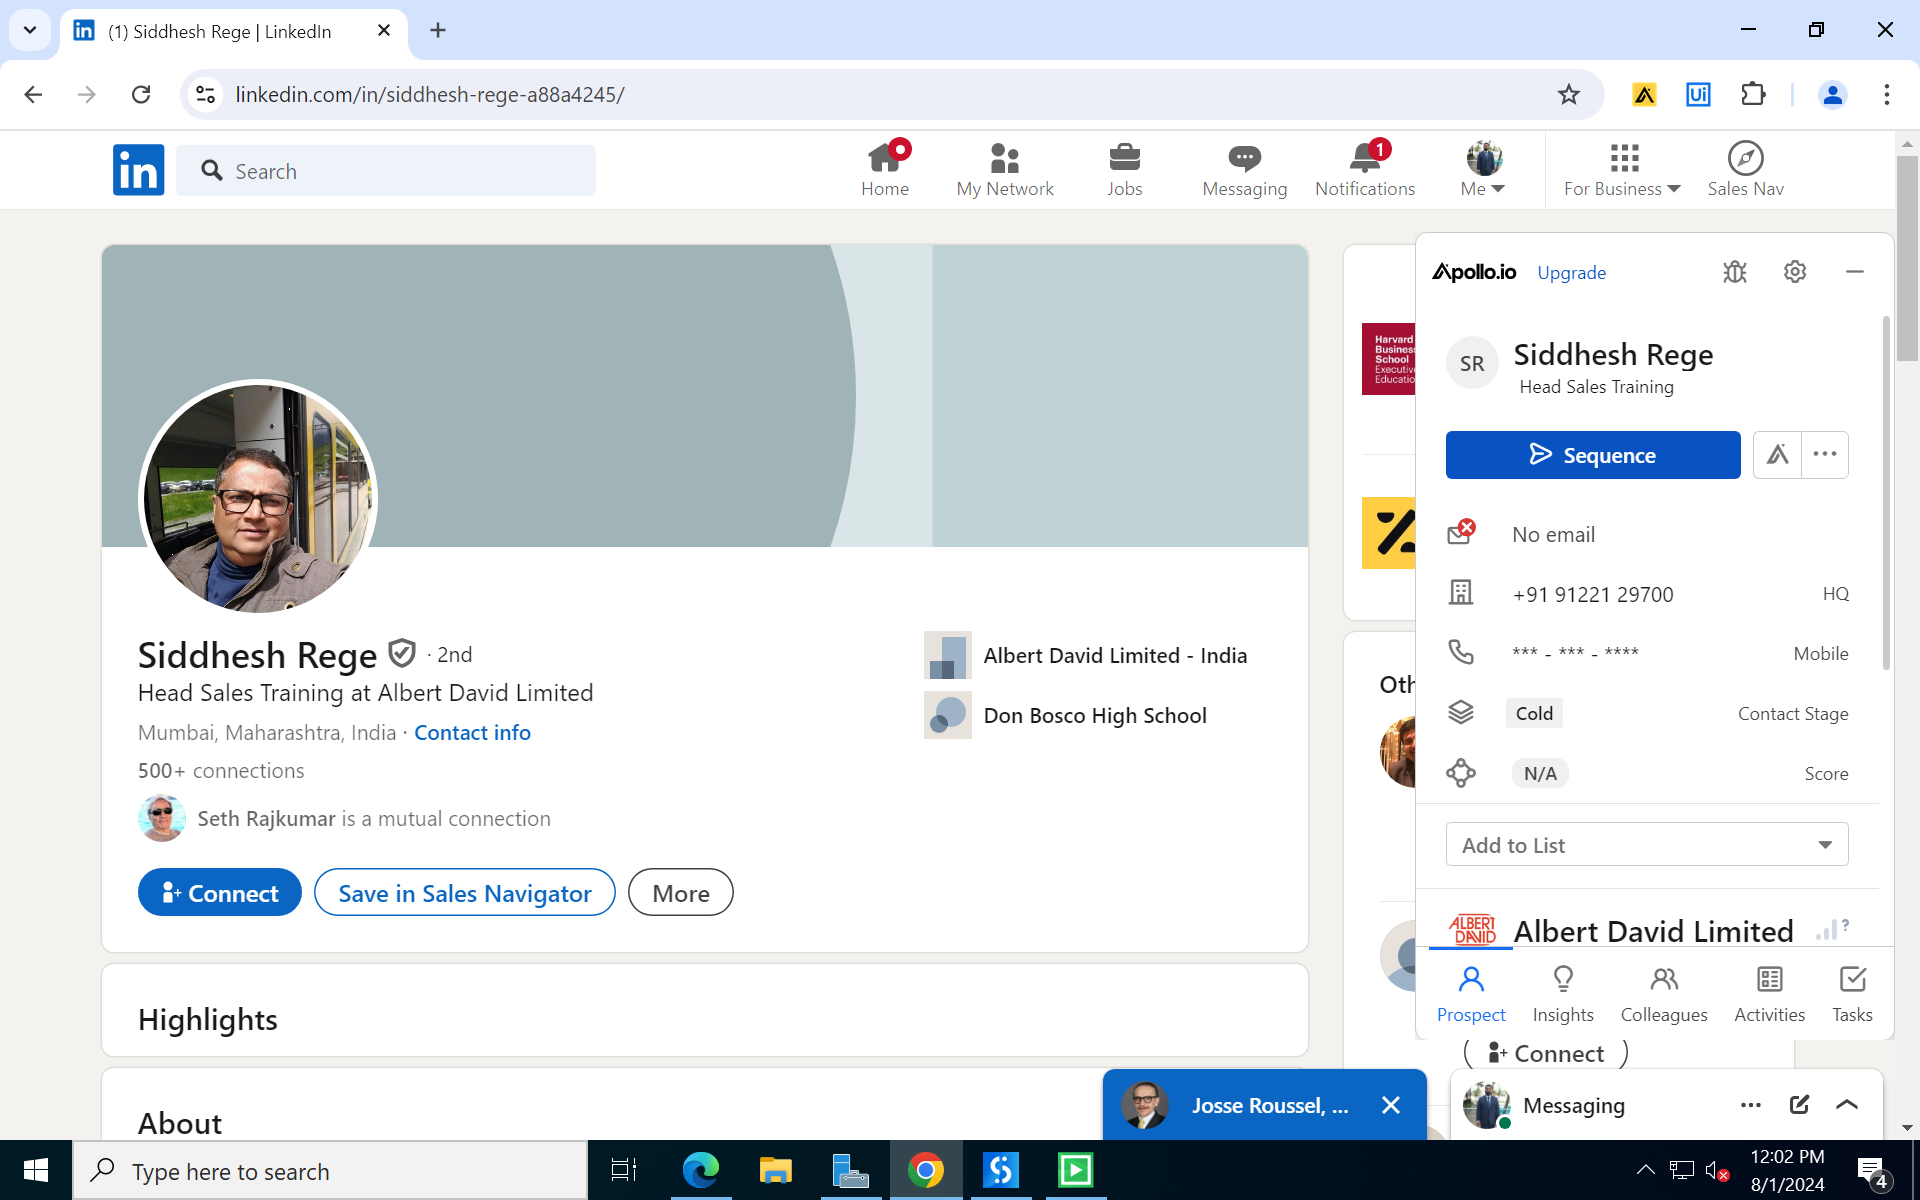 (1) Siddhesh Rege | LinkedIn
linkedin.com/in/siddhesh-rege-a88a4245/
Ui
in
Search
Home
My Network
Jobs
Messaging
1
Notifications
Me
For Business
Sales Nav
Harvard
Business
School
Executive
Education
Siddhesh Rege · 2nd
Head Sales Training at Albert David Limited
Mumbai, Maharashtra, India · Contact info
500+ connections
Seth Rajkumar is a mutual connection
Connect
Save in Sales Navigator
More
Albert David Limited - India
Don Bosco High School
Highlights
About
Oth
Apollo.io
Upgrade
SR
Siddhesh Rege
Head Sales Training
Sequence
No email
+91 91221 29700
HQ
*** - *** - ****
Mobile
Cold
Contact Stage
N/A
Score
Add to List
ALBERT
DAVID
Albert David Limited
?
Prospect
Insights
Colleagues
Activities
Tasks
Connect
Josse Roussel, ...
Messaging
Type here to search
12:02 PM
8/1/2024
4